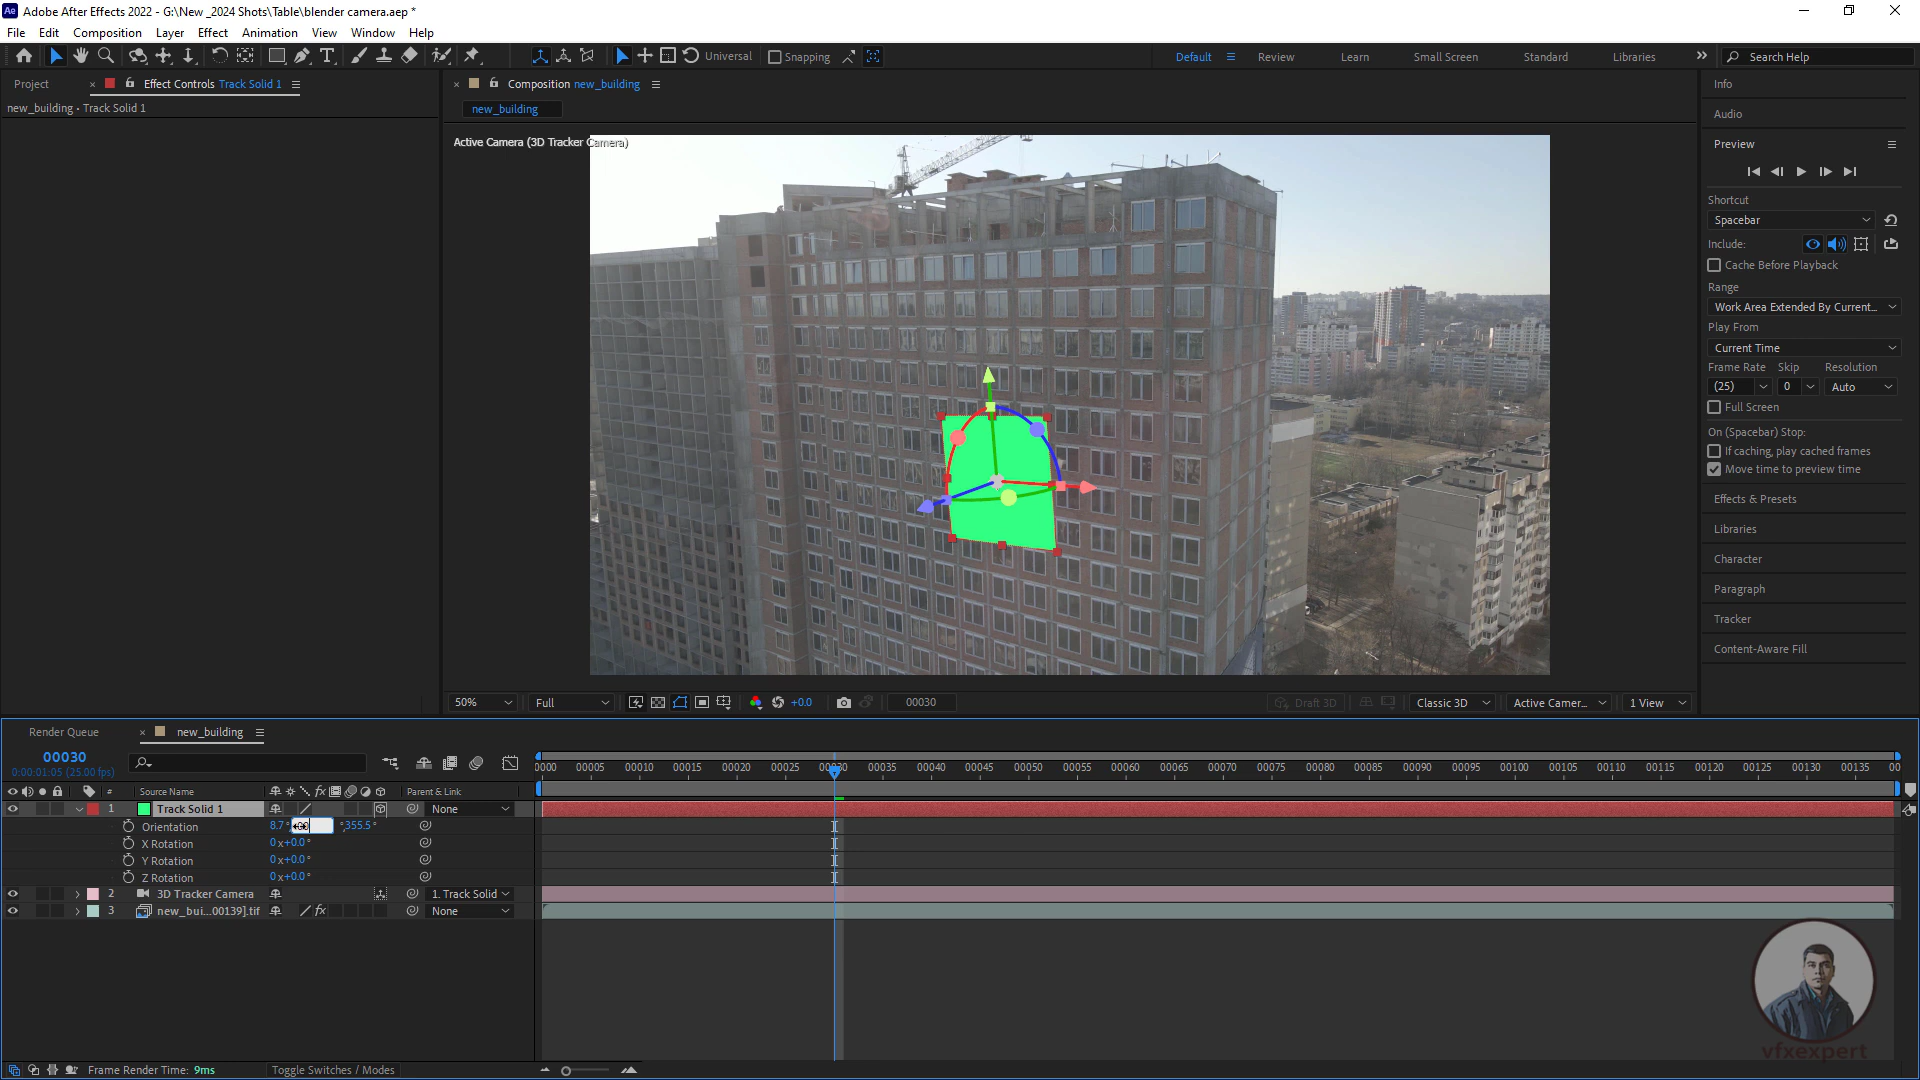 Adobe After Effects 2022 - G:\New _2024 Shots\Table\blender camera.aep *
File Edit Composition Layer Effect Animation View Window Help
Universal Snapping Default Review Learn Small Screen Standard Libraries Search Help
Project Effect Controls Track Solid 1
new_building • Track Solid 1
Composition new_building
new_building
Active Camera (3D Tracker Camera)
50% Full +0.0 00030 Draft 3D Classic 3D Active Camer... 1 View
Info
Audio
Preview
Shortcut
Spacebar
Include:
Cache Before Playback
Range
Work Area Extended By Current...
Play From
Current Time
Frame Rate Skip Resolution
(25) 0 Auto
Full Screen
On (Spacebar) Stop:
If caching, play cached frames
Move time to preview time
Effects & Presets
Libraries
Character
Paragraph
Tracker
Content-Aware Fill
Render Queue new_building
00030
0:00:01:05 (25.00 fps)
0000 00005 00010 00015 00020 00025 00030 00035 00040 00045 00050 00055 00060 00065 00070 00075 00080 00085 00090 00095 00100 00105 00110 00115 00120 00125 00130 00135 00
# Source Name Parent & Link
1 Track Solid 1 None
Orientation 8.7° °,355.5°
X Rotation 0x+0.0°
Y Rotation 0x+0.0°
Z Rotation 0x+0.0°
2 3D Tracker Camera 1. Track Solid
3 new_bui...00139].tif None
Frame Render Time: 9ms Toggle Switches / Modes
vfxexpert